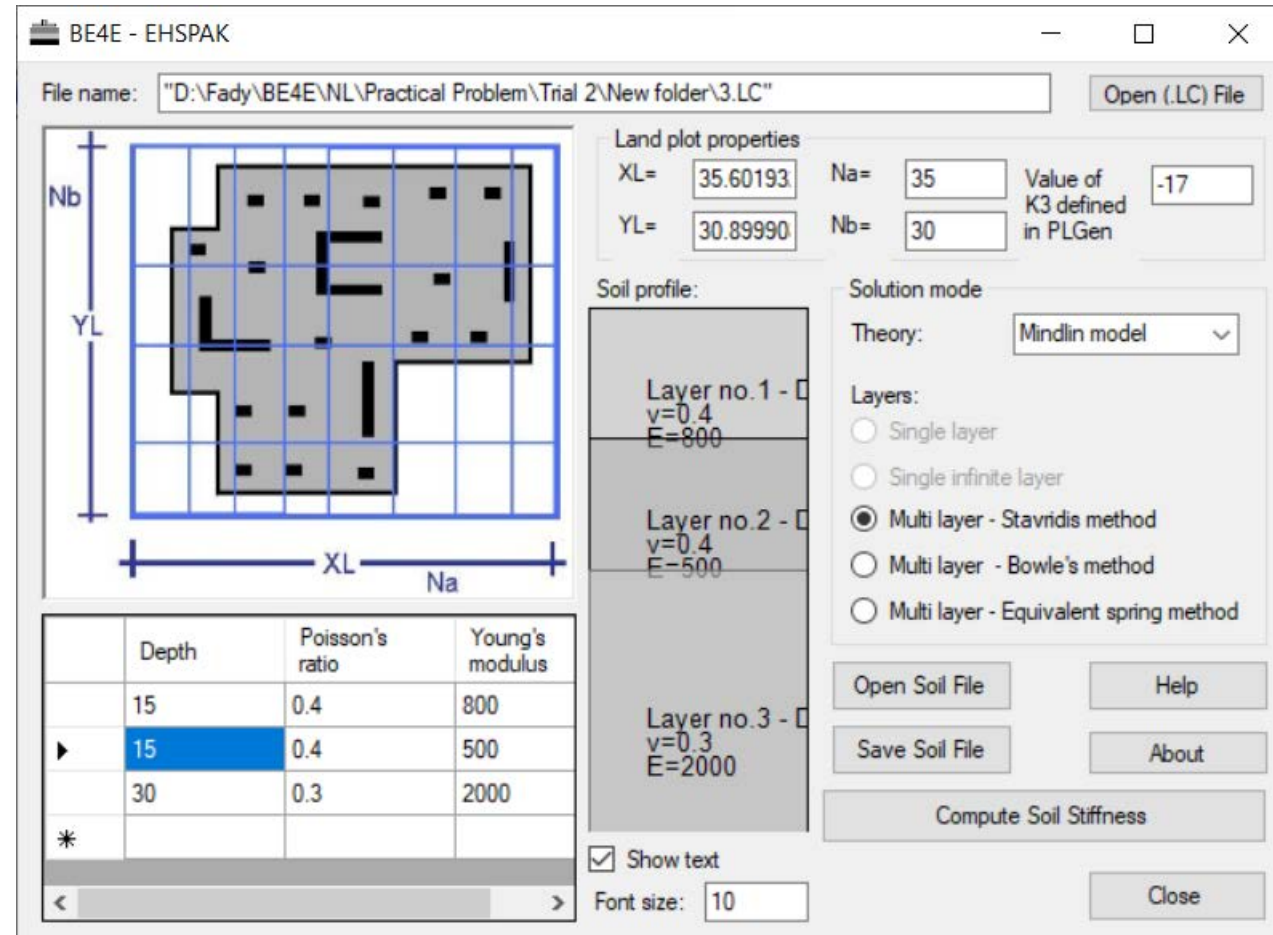 BE4E - EHSPAK
File name: "D:\Fady\BE4E\NL\Practical Problem\Trial 2\New folder\3.LC" Open (.LC) File
Nb
YL
XL
Na
Land plot properties
XL= 35.60193 Na= 35
YL= 30.89990 Nb= 30
Value of
K3 defined
in PLGen
-17
Soil profile:
Layer no.1 - D
v=0.4
E=800
Layer no.2 - D
v=0.4
E=500
Layer no.3 - D
v=0.3
E=2000
Solution mode
Theory: Mindlin model
Layers:
Single layer
Single infinite layer
Multi layer - Stavridis method
Multi layer - Bowle's method
Multi layer - Equivalent spring method
Depth Poisson's ratio Young's modulus
15 0.4 800
15 0.4 500
30 0.3 2000
*
Show text
Font size: 10
Open Soil File Help
Save Soil File About
Compute Soil Stiffness
Close